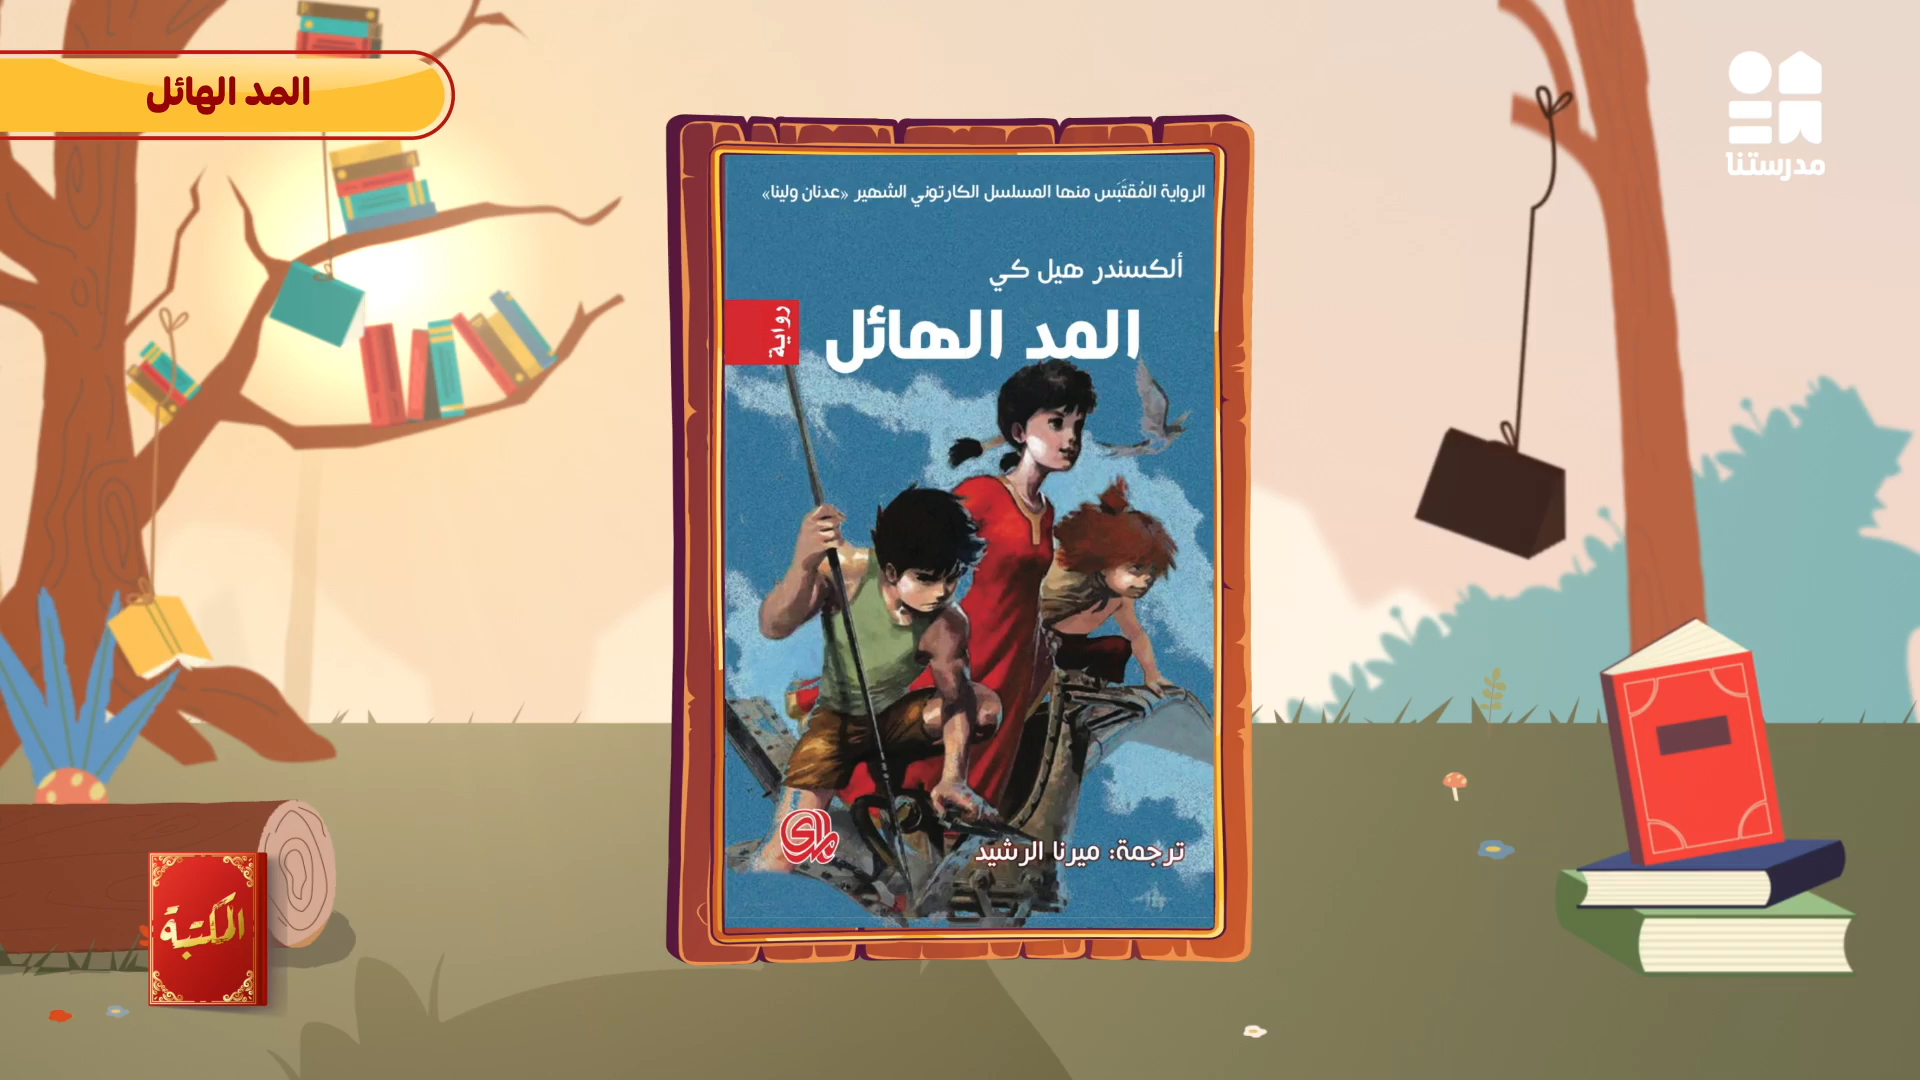 المد الهائل
مدرستنا
الرواية المُقتَبَس منها المسلسل الكارتوني الشهير «عدنان ولينا»
ألكسندر هيل كي
رواية
المد الهائل
ترجمة: ميرنا الرشيد
المكتبة